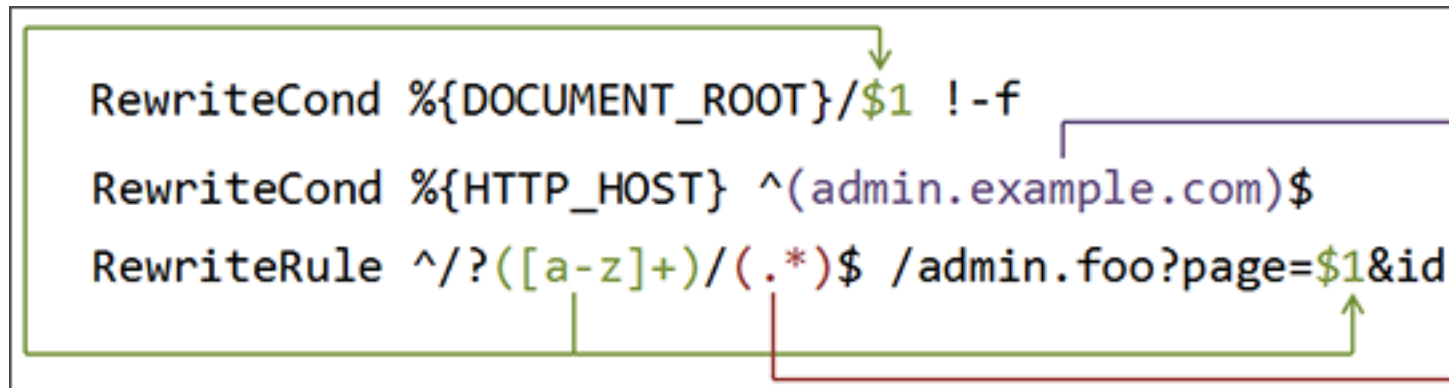 RewriteCond %{DOCUMENT_ROOT}/$1 !-f
RewriteCond %{HTTP_HOST} ^(admin.example.com)$
RewriteRule ^/?([a-z]+)/(.*)$ /admin.foo?page=$1&id